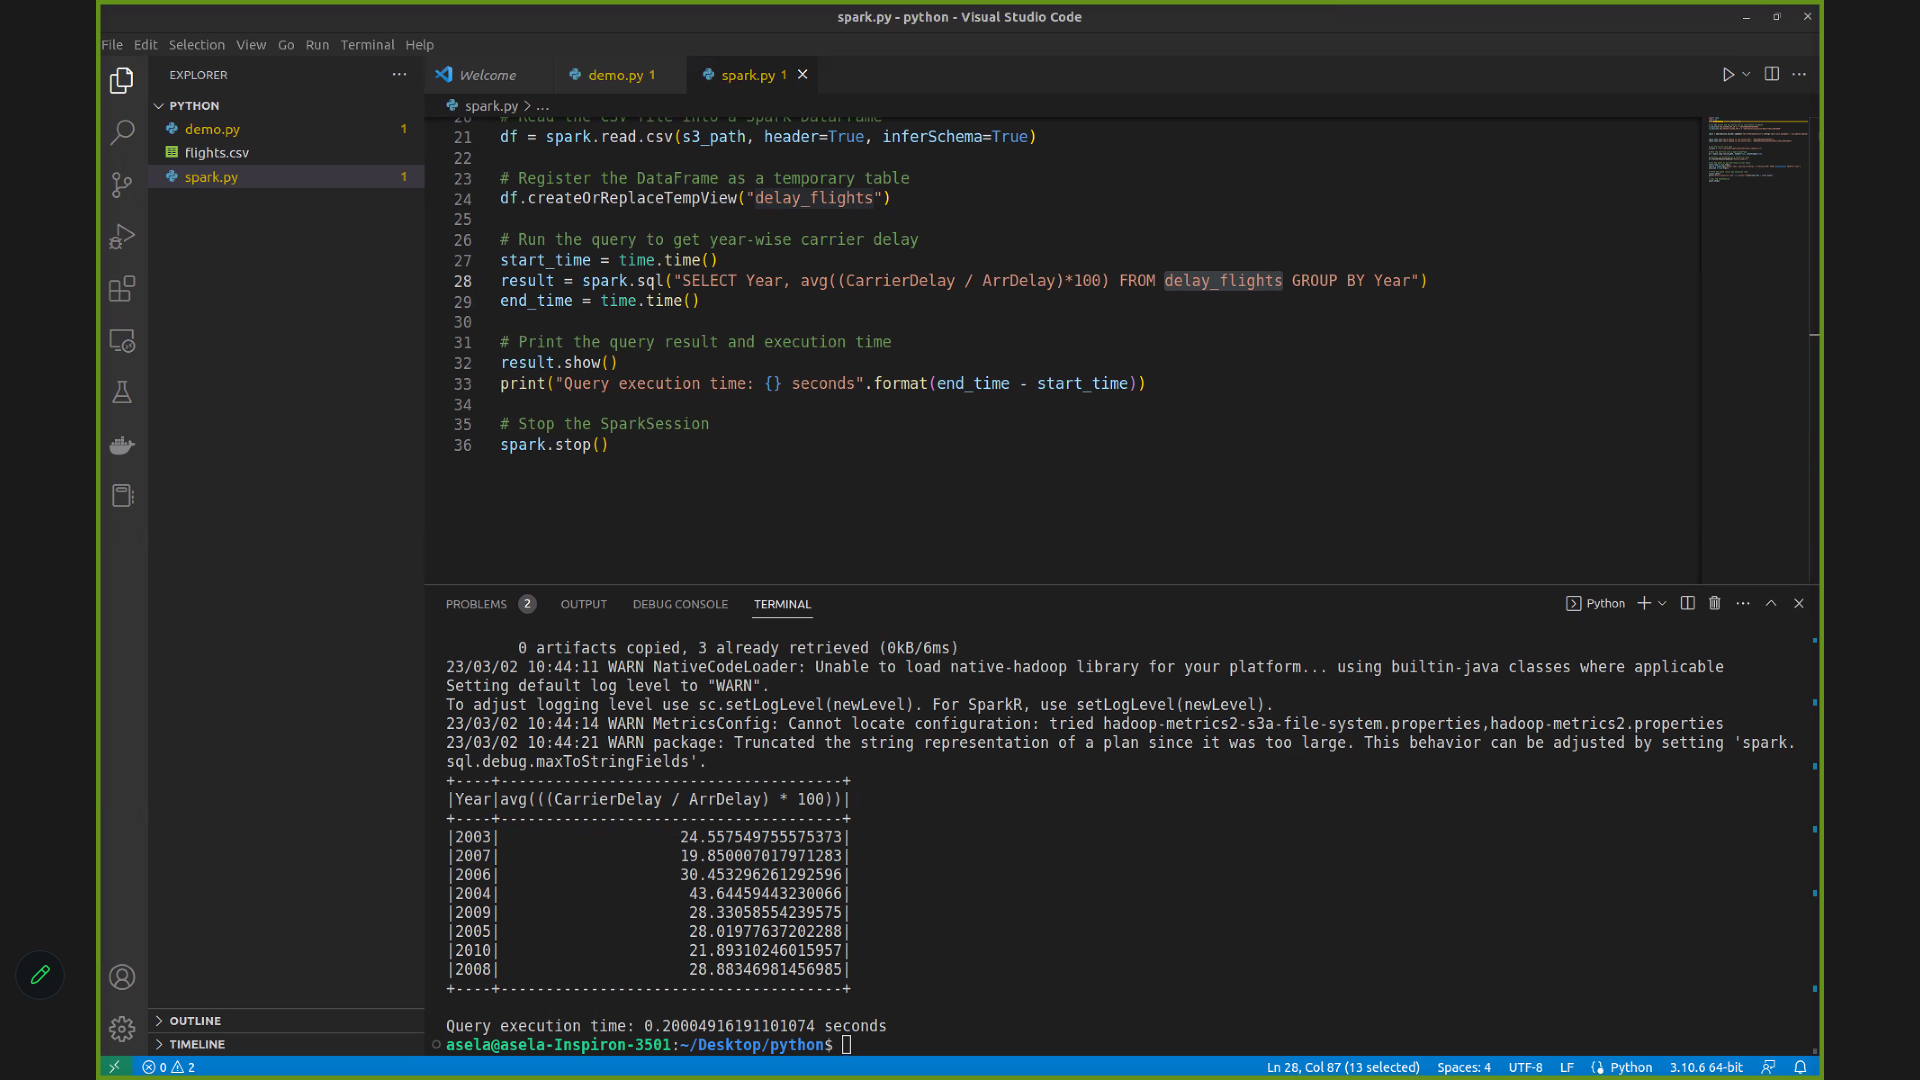 spark.py - python - Visual Studio Code
File Edit Selection View Go Run Terminal Help
EXPLORER
Welcome
demo.py 1
spark.py 1
PYTHON
demo.py 1
flights.csv
spark.py 1
spark.py > ...
20 # Read the CSV file into a Spark DataFrame
21 df = spark.read.csv(s3_path, header=True, inferSchema=True)
22
23 # Register the DataFrame as a temporary table
24 df.createOrReplaceTempView("delay_flights")
25
26 # Run the query to get year-wise carrier delay
27 start_time = time.time()
28 result = spark.sql("SELECT Year, avg((CarrierDelay / ArrDelay)*100) FROM delay_flights GROUP BY Year")
29 end_time = time.time()
30
31 # Print the query result and execution time
32 result.show()
33 print("Query execution time: {} seconds".format(end_time - start_time))
34
35 # Stop the SparkSession
36 spark.stop()
PROBLEMS 2 OUTPUT DEBUG CONSOLE TERMINAL
Python
0 artifacts copied, 3 already retrieved (0kB/6ms)
23/03/02 10:44:11 WARN NativeCodeLoader: Unable to load native-hadoop library for your platform... using builtin-java classes where applicable
Setting default log level to "WARN".
To adjust logging level use sc.setLogLevel(newLevel). For SparkR, use setLogLevel(newLevel).
23/03/02 10:44:14 WARN MetricsConfig: Cannot locate configuration: tried hadoop-metrics2-s3a-file-system.properties,hadoop-metrics2.properties
23/03/02 10:44:21 WARN package: Truncated the string representation of a plan since it was too large. This behavior can be adjusted by setting 'spark.
sql.debug.maxToStringFields'.
+----+--------------------------------------+
|Year|avg(((CarrierDelay / ArrDelay) * 100))|
+----+--------------------------------------+
|2003| 24.557549755575373|
|2007| 19.850007017971283|
|2006| 30.453296261292596|
|2004| 43.64459443230066|
|2009| 28.33058554239575|
|2005| 28.01977637202288|
|2010| 21.89310246015957|
|2008| 28.88346981456985|
+----+--------------------------------------+
Query execution time: 0.20004916191101074 seconds
asela@asela-Inspiron-3501:~/Desktop/python$
OUTLINE
TIMELINE
0 2
Ln 28, Col 87 (13 selected) Spaces: 4 UTF-8 LF Python 3.10.6 64-bit